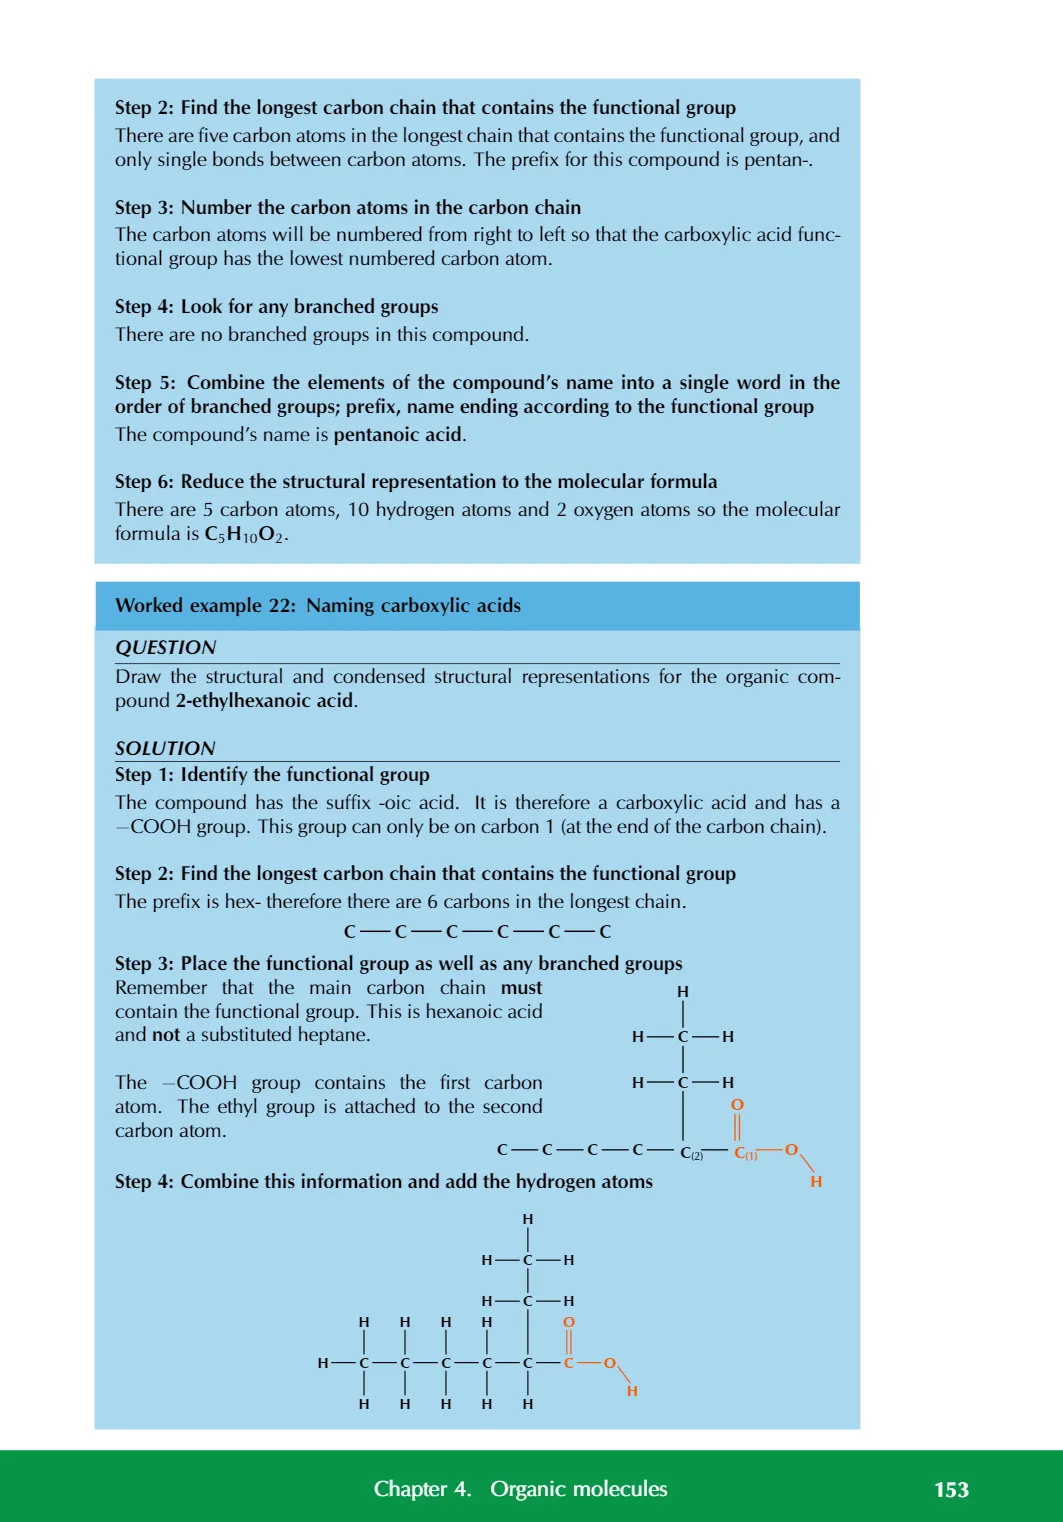 Step 2: Find the longest carbon chain that contains the functional group
There are five carbon atoms in the longest chain that contains the functional group, and
only single bonds between carbon atoms. The prefix for this compound is pentan-.
Step 3: Number the carbon atoms in the carbon chain
The carbon atoms will be numbered from right to left so that the carboxylic acid func-
tional group has the lowest numbered carbon atom.
Step 4: Look for any branched groups
There are no branched groups in this compound.
Step 5: Combine the elements of the compound's name into a single word in the
order of branched groups; prefix, name ending according to the functional group
The compound's name is pentanoic acid.
Step 6: Reduce the structural representation to the molecular formula
There are 5 carbon atoms, 10 hydrogen atoms and 2 oxygen atoms so the molecular
formula is C₅H₁₀O₂.
Worked example 22: Naming carboxylic acids
QUESTION
Draw the structural and condensed structural representations for the organic com-
pound 2-ethylhexanoic acid.
SOLUTION
Step 1: Identify the functional group
The compound has the suffix -oic acid. It is therefore a carboxylic acid and has a
−COOH group. This group can only be on carbon 1 (at the end of the carbon chain).
Step 2: Find the longest carbon chain that contains the functional group
The prefix is hex- therefore there are 6 carbons in the longest chain.
C C C C C C
Step 3: Place the functional group as well as any branched groups
Remember that the main carbon chain must
contain the functional group. This is hexanoic acid
and not a substituted heptane.
The −COOH group contains the first carbon
atom. The ethyl group is attached to the second
carbon atom.
H
H C H
H C H
O
C C C C C(2) C(1) O
H
Step 4: Combine this information and add the hydrogen atoms
H
H C H
H C H
H H H H O
H C C C C C C O
H
H H H H H
Chapter 4. Organic molecules 153